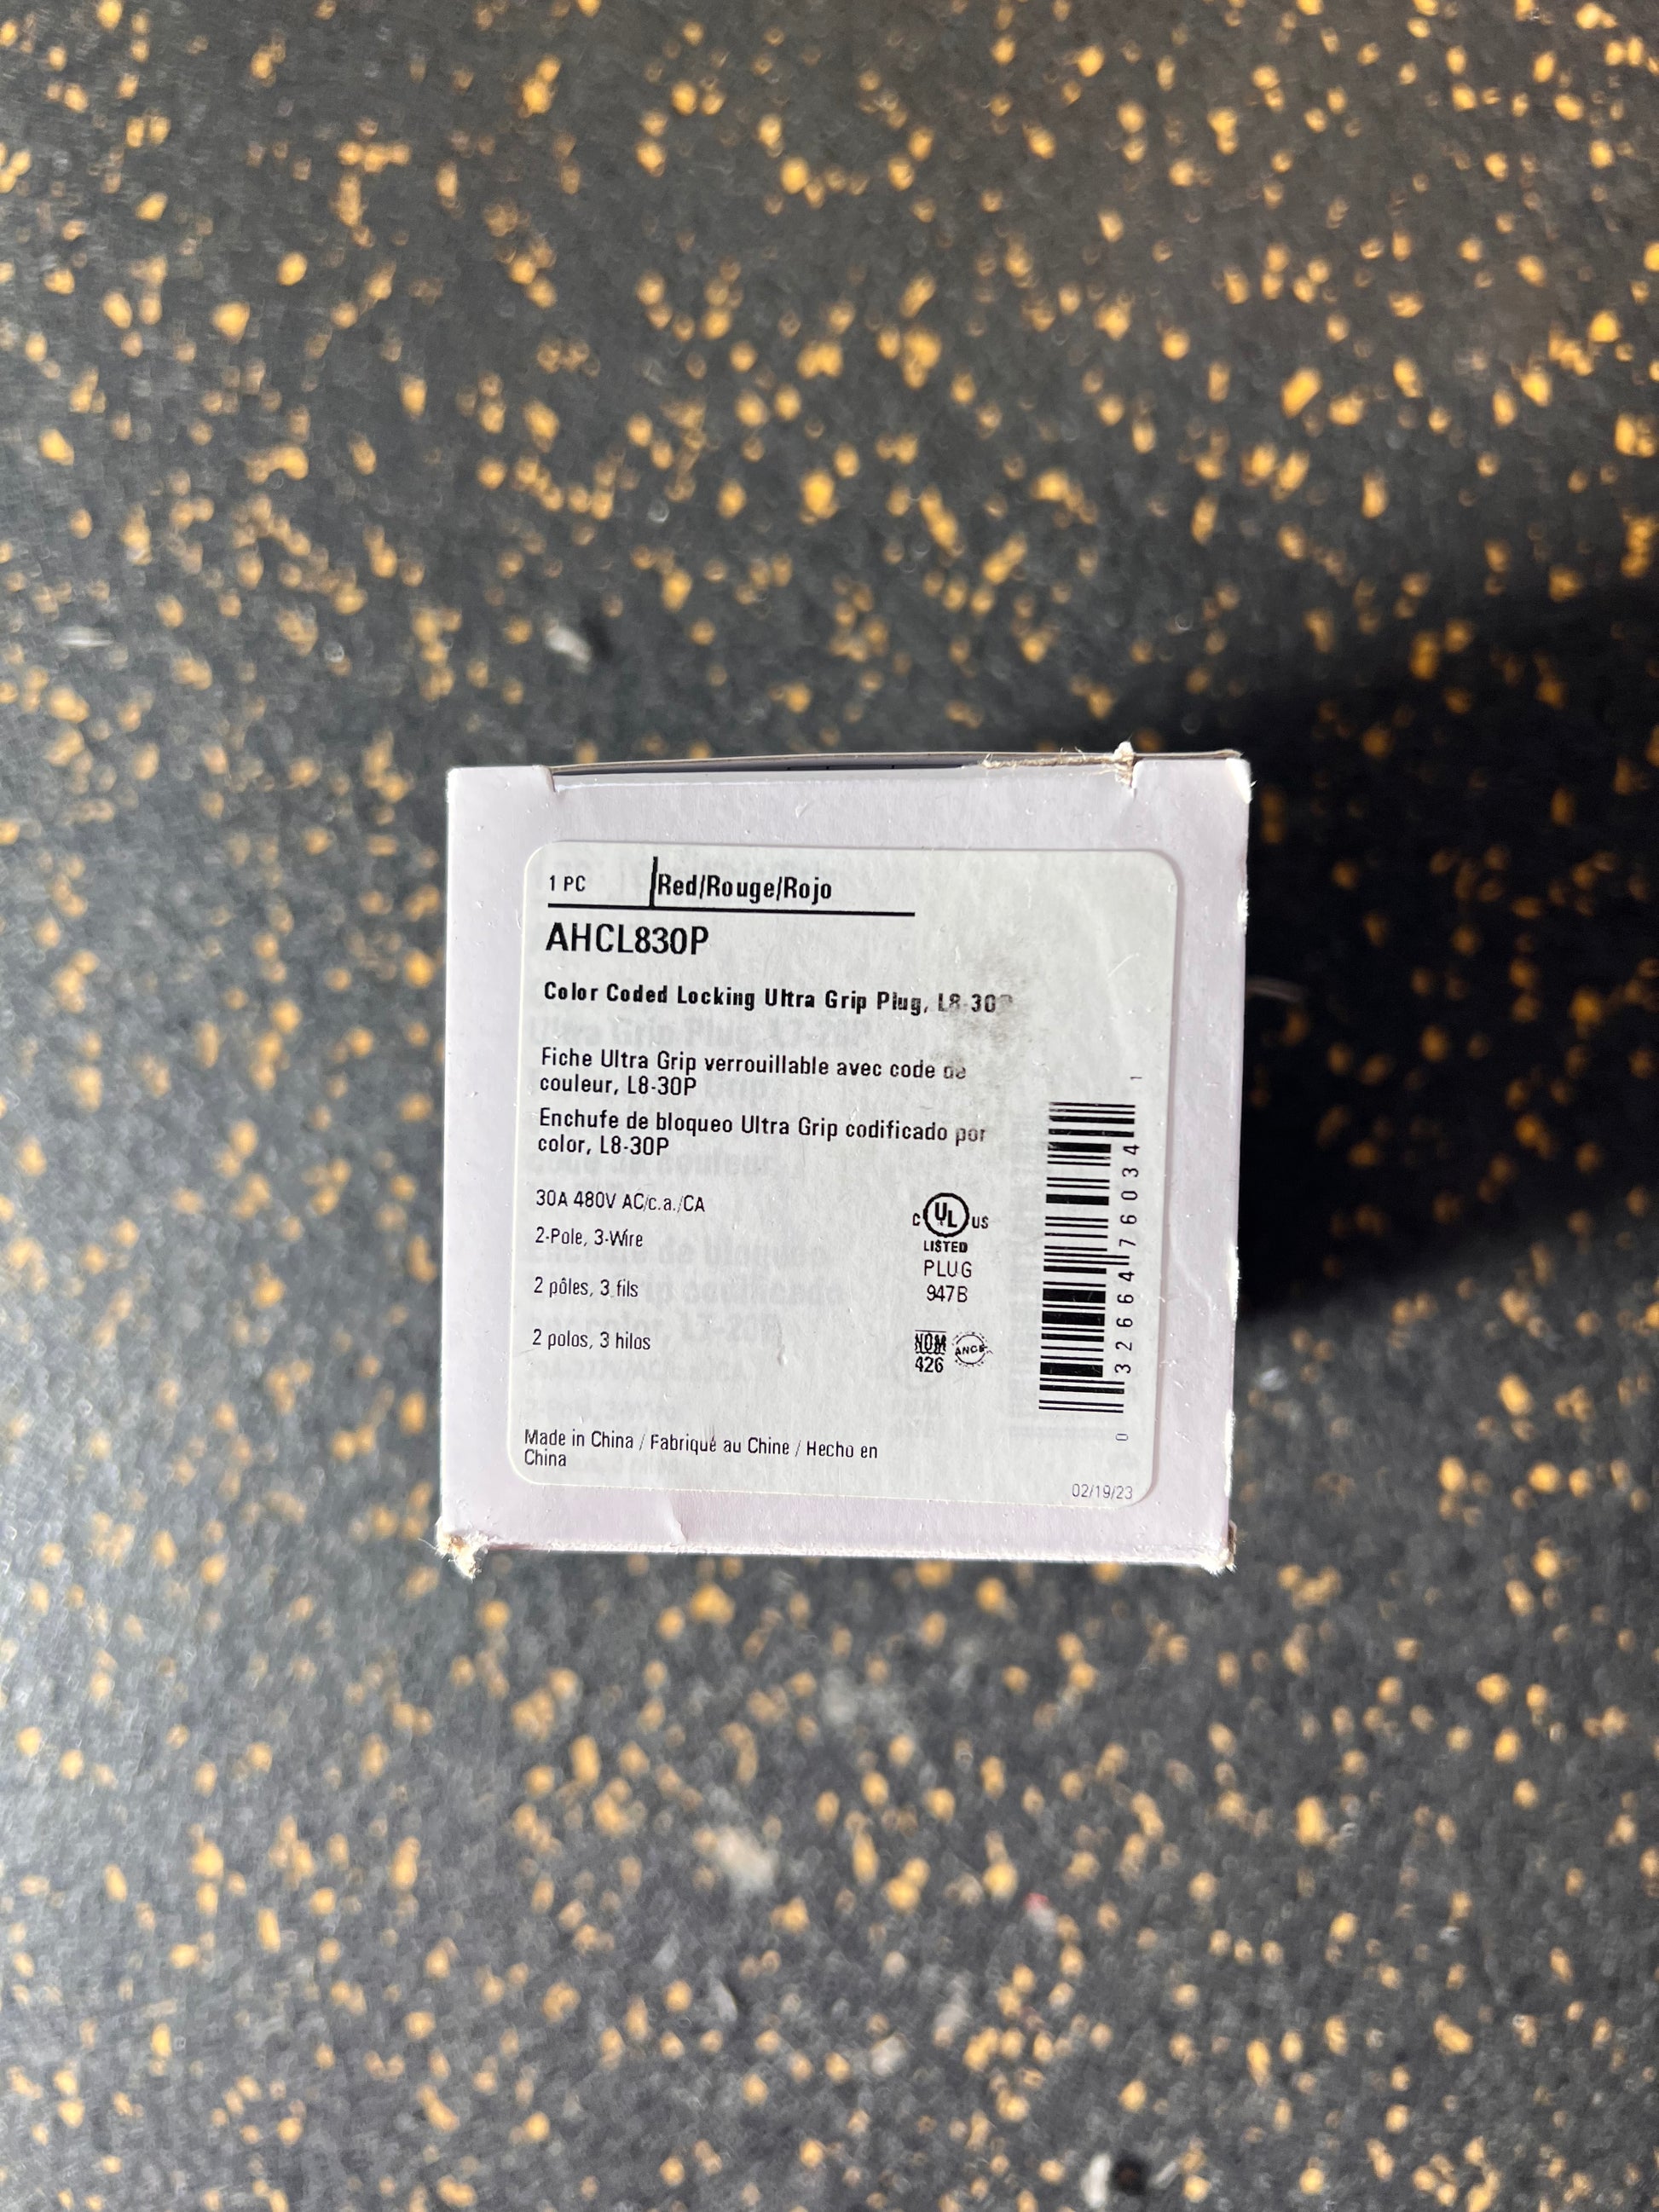 1 PC Red/Rouge/Rojo
AHCL830P
Color Coded Locking Ultra Grip Plug, L8-30P
Fiche Ultra Grip verrouillable avec code de
couleur, L8-30P
Enchufe de bloqueo Ultra Grip codificado por
color, L8-30P
30A 480V AC/c.a./CA
2-Pole, 3-Wire
2 pôles, 3 fils
2 polos, 3 hilos
C UL US
LISTED
PLUG
947B
NOM ANCE
426
0 32664 76034 1
Made in China / Fabriqué au Chine / Hecho en
China
02/19/23